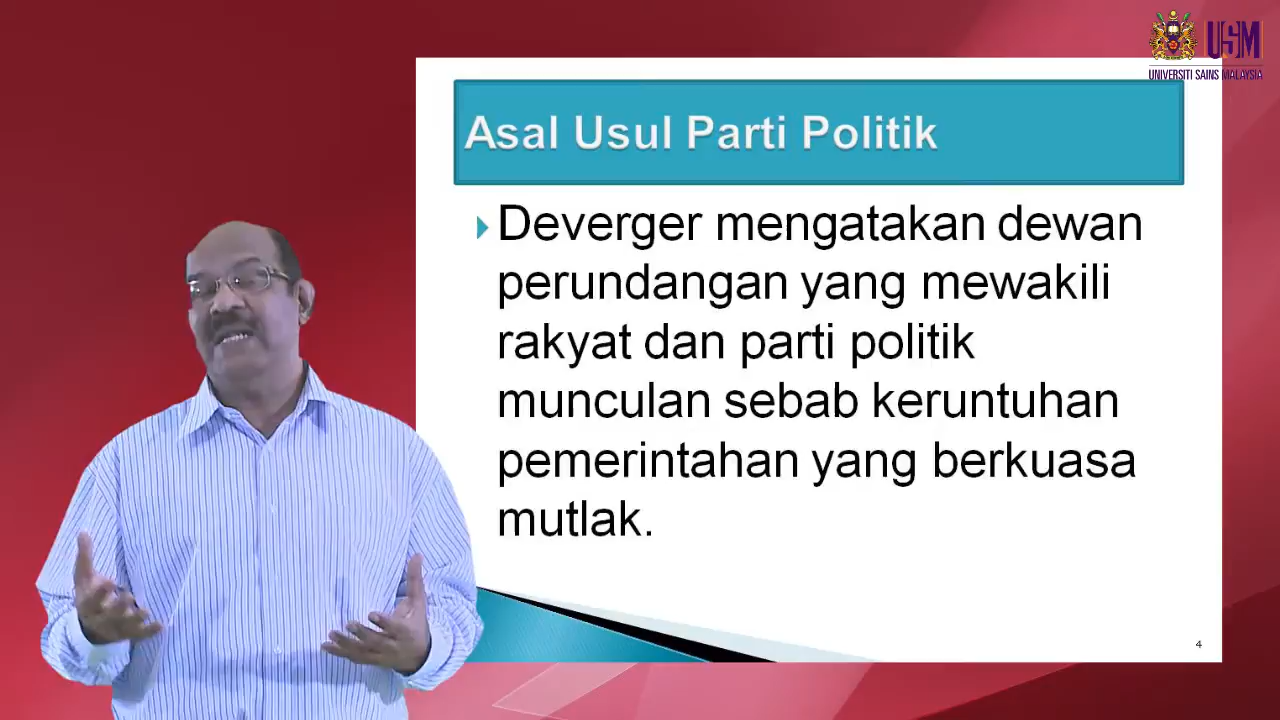 USM
UNIVERSITI SAINS MALAYSIA
Asal Usul Parti Politik
Deverger mengatakan dewan
perundangan yang mewakili
rakyat dan parti politik
munculan sebab keruntuhan
pemerintahan yang berkuasa
mutlak.
4